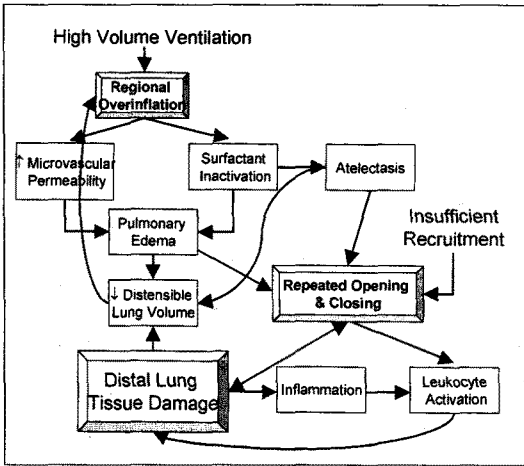 High Volume Ventilation
Regional
Overinflation
↑ Microvascular
Permeability
Surfactant
Inactivation
Atelectasis
Pulmonary
Edema
Insufficient
Recruitment
↓ Distensible
Lung Volume
Repeated Opening
& Closing
Distal Lung
Tissue Damage
Inflammation
Leukocyte
Activation